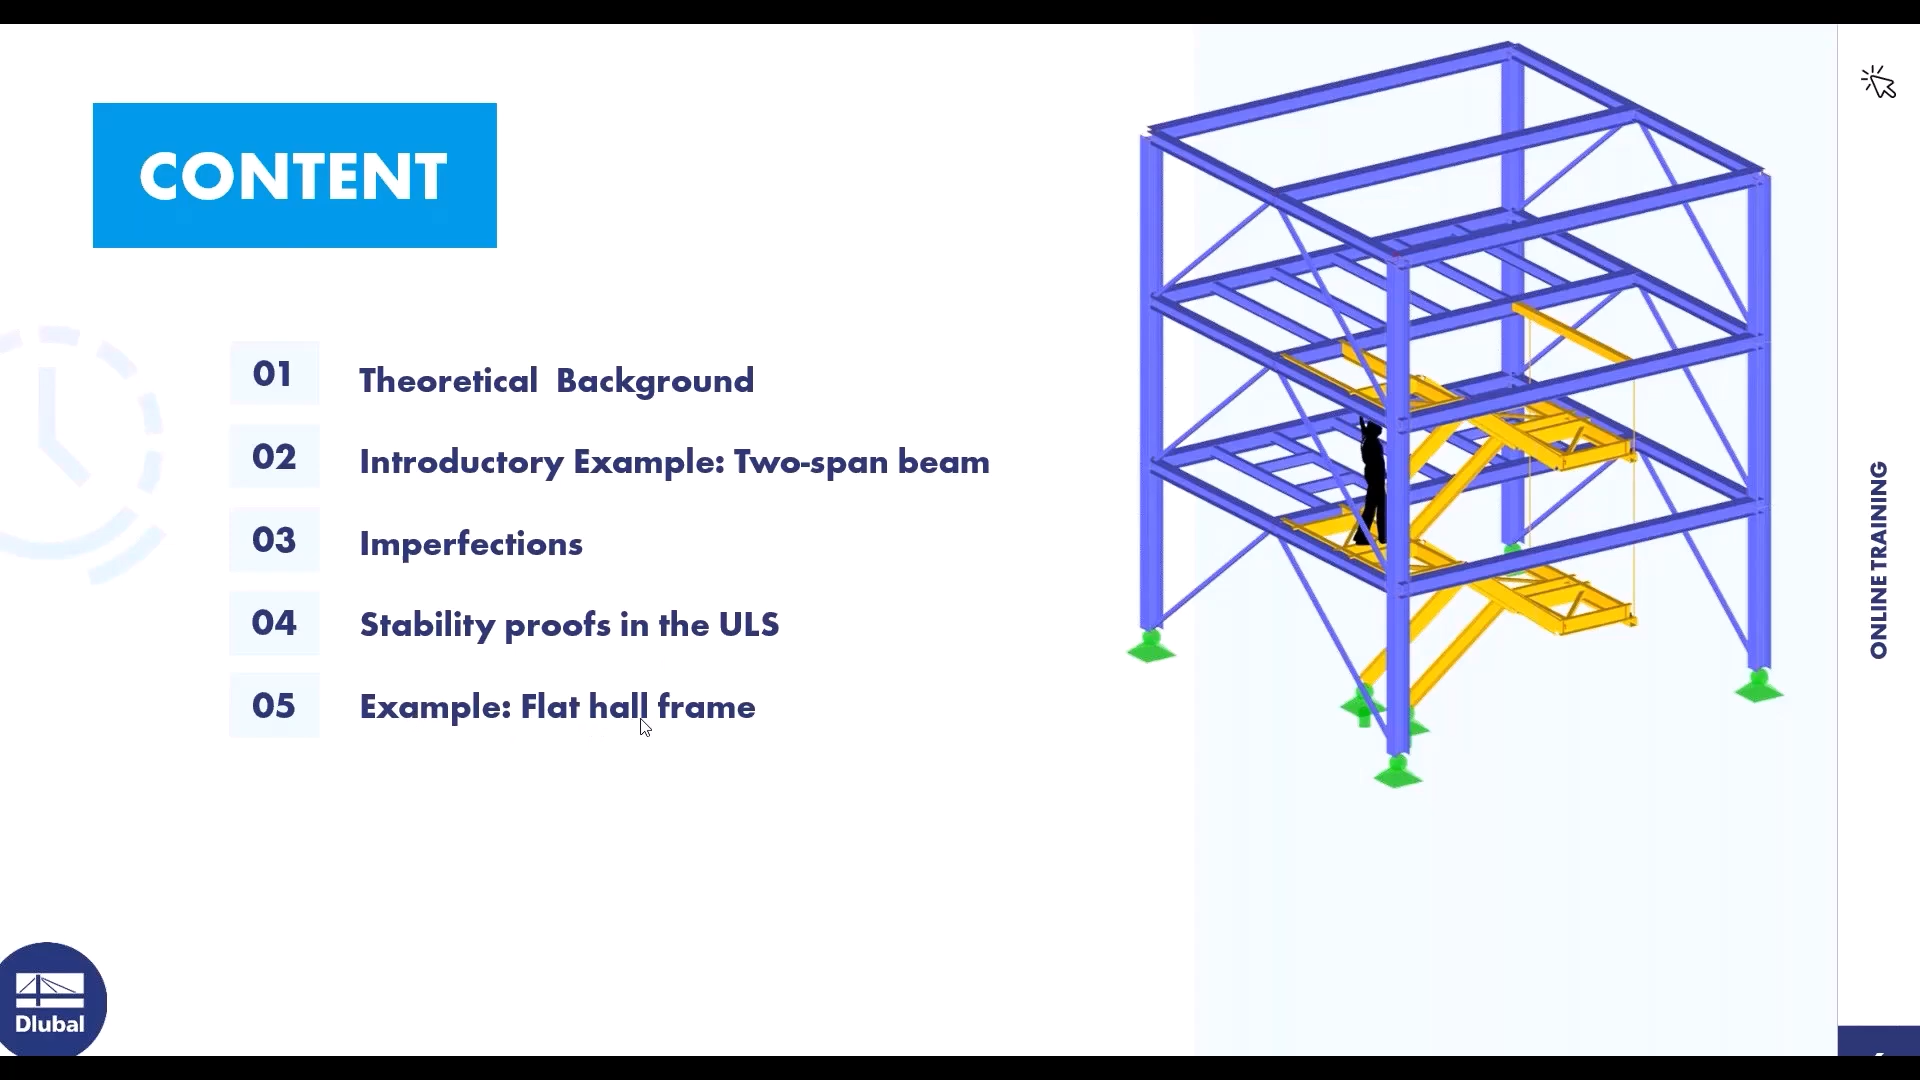 CONTENT
01 Theoretical  Background
02 Introductory Example: Two-span beam
03 Imperfections
04 Stability proofs in the ULS
05 Example: Flat hall frame
ONLINE TRAINING
Dlubal